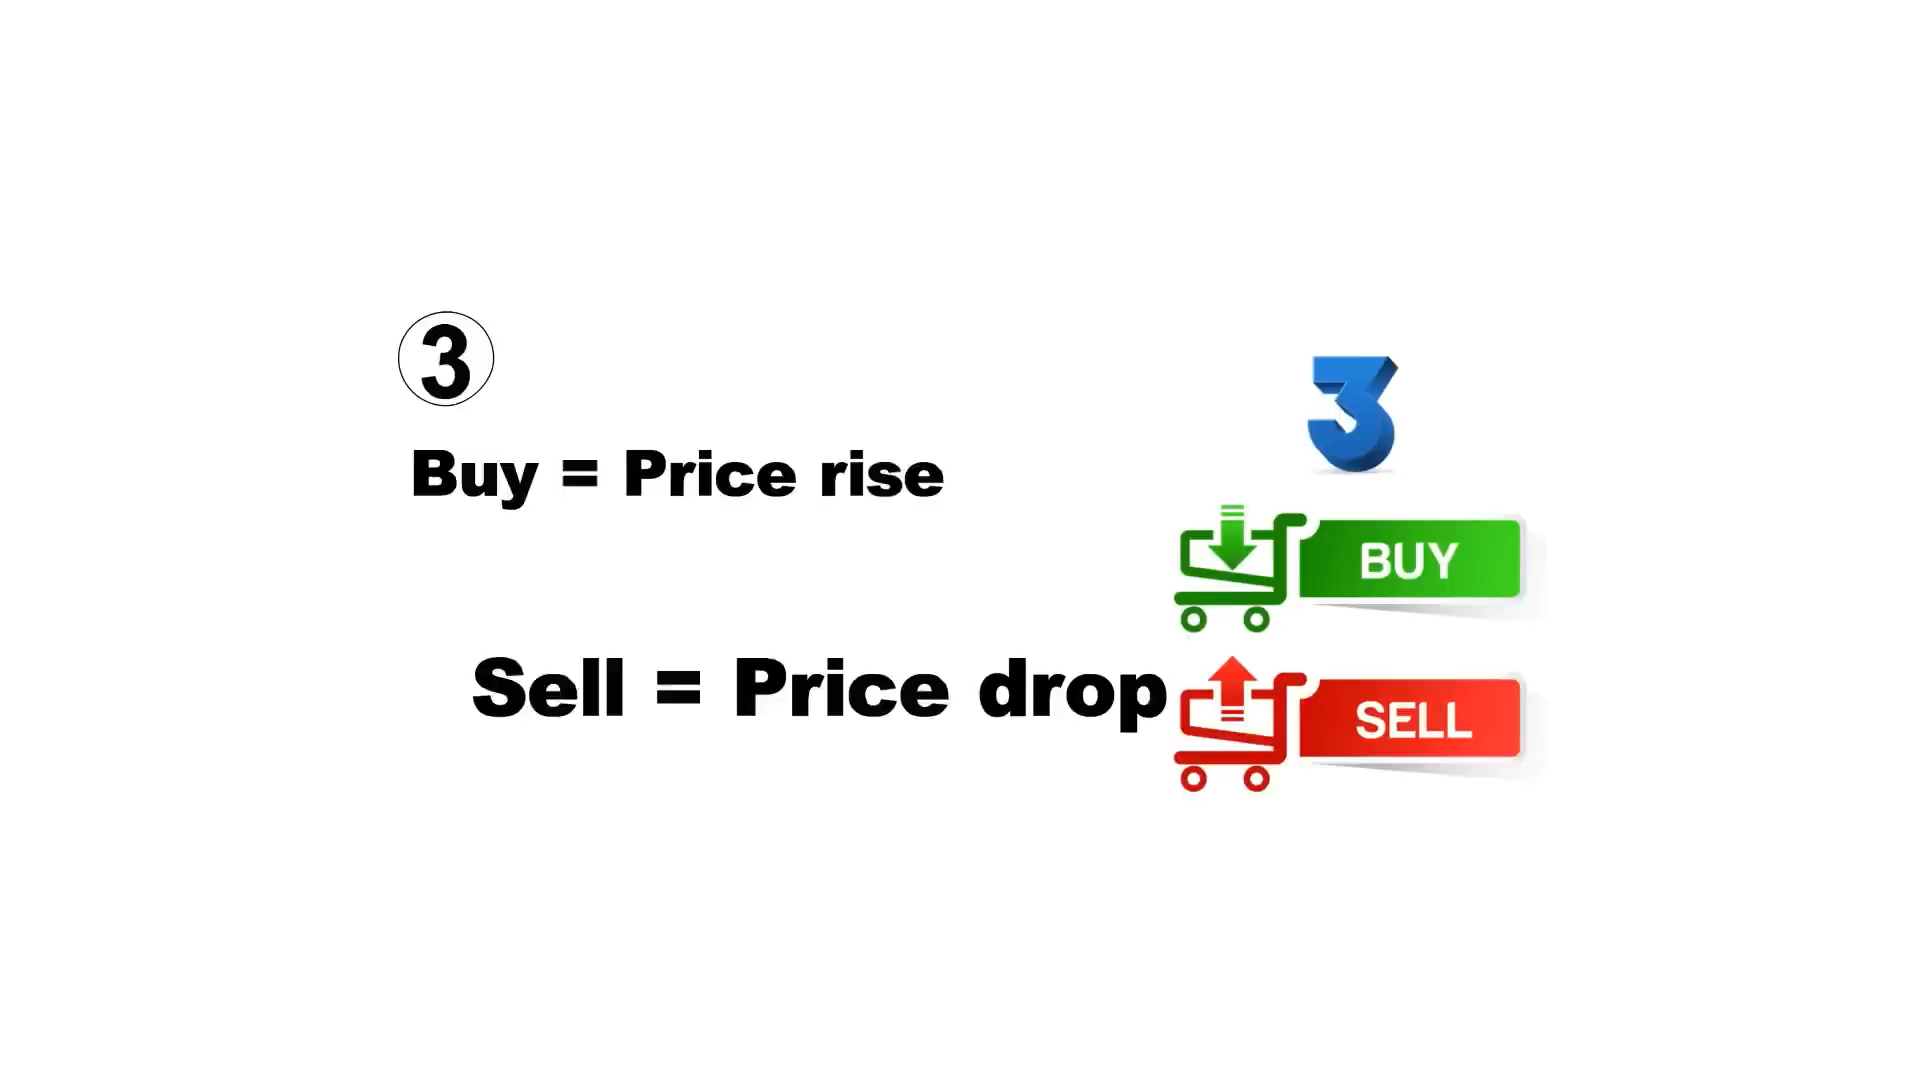 3
Buy = Price rise
Sell = Price drop
3
BUY
SELL